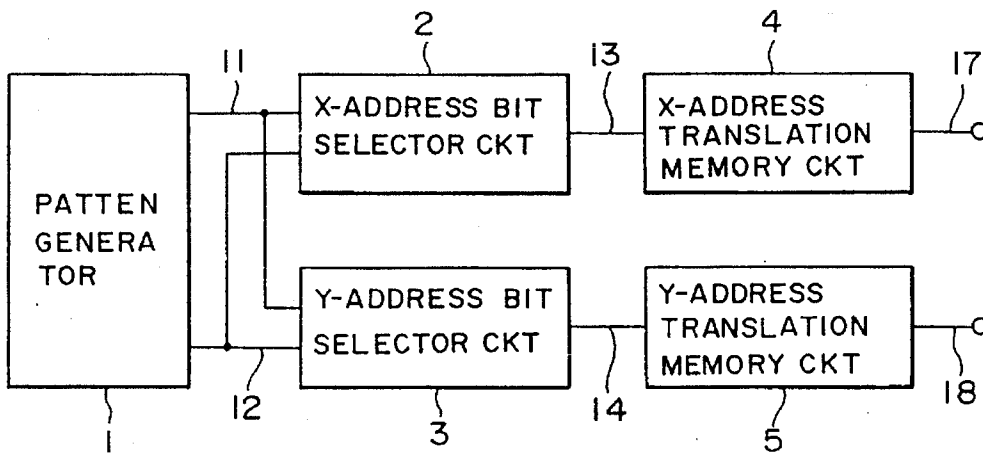 2
4
11
13
17
X-ADDRESS BIT
SELECTOR CKT
X-ADDRESS
TRANSLATION
MEMORY CKT
PATTEN
GENERA
TOR
Y-ADDRESS BIT
SELECTOR CKT
Y-ADDRESS
TRANSLATION
MEMORY CKT
12
14
18
1
3
5